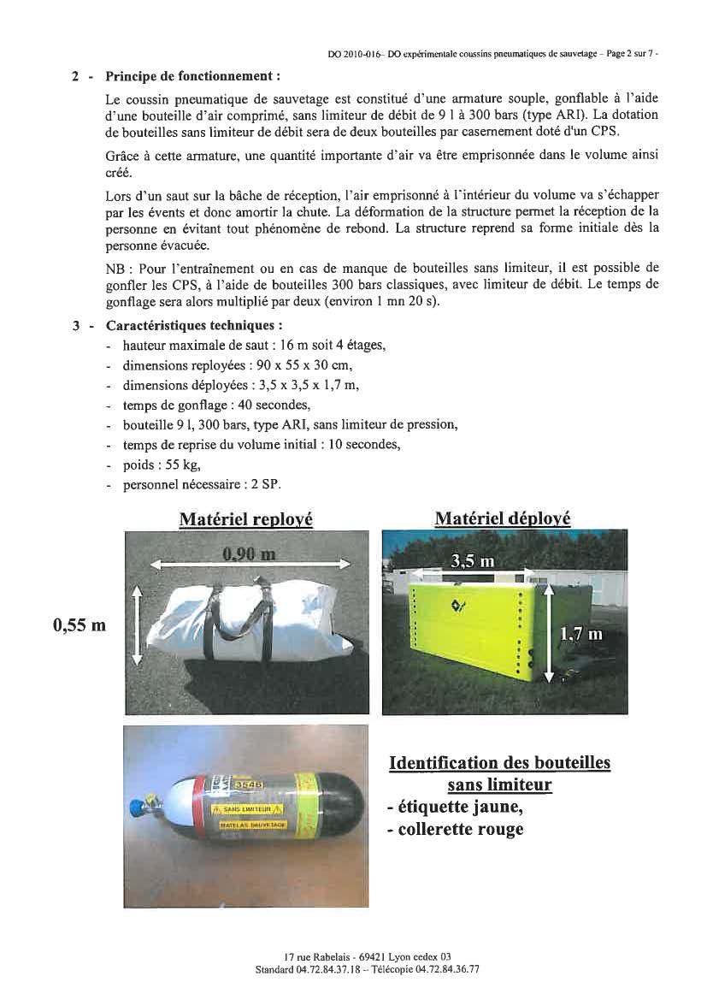 DO 2010-016– DO expérimentale coussins pneumatiques de sauvetage – Page 2 sur 7 -
2 - Principe de fonctionnement :
Le coussin pneumatique de sauvetage est constitué d'une armature souple, gonflable à l'aide
d'une bouteille d'air comprimé, sans limiteur de débit de 9 l à 300 bars (type ARI). La dotation
de bouteilles sans limiteur de débit sera de deux bouteilles par casernement doté d'un CPS.
Grâce à cette armature, une quantité importante d'air va être emprisonnée dans le volume ainsi
créé.
Lors d'un saut sur la bâche de réception, l'air emprisonné à l'intérieur du volume va s'échapper
par les évents et donc amortir la chute. La déformation de la structure permet la réception de la
personne en évitant tout phénomène de rebond. La structure reprend sa forme initiale dès la
personne évacuée.
NB : Pour l'entraînement ou en cas de manque de bouteilles sans limiteur, il est possible de
gonfler les CPS, à l'aide de bouteilles 300 bars classiques, avec limiteur de débit. Le temps de
gonflage sera alors multiplié par deux (environ 1 mn 20 s).
3 - Caractéristiques techniques :
- hauteur maximale de saut : 16 m soit 4 étages,
- dimensions reployées : 90 x 55 x 30 cm,
- dimensions déployées : 3,5 x 3,5 x 1,7 m,
- temps de gonflage : 40 secondes,
- bouteille 9 l, 300 bars, type ARI, sans limiteur de pression,
- temps de reprise du volume initial : 10 secondes,
- poids : 55 kg,
- personnel nécessaire : 2 SP.
Matériel reployé
Matériel déployé
0,90 m
3,5 m
0,55 m
1,7 m
3545
SANS LIMITEUR
MATELAS SAUVETAGE
Identification des bouteilles
sans limiteur
- étiquette jaune,
- collerette rouge
17 rue Rabelais - 69421 Lyon cedex 03
Standard 04.72.84.37.18 – Télécopie 04.72.84.36.77